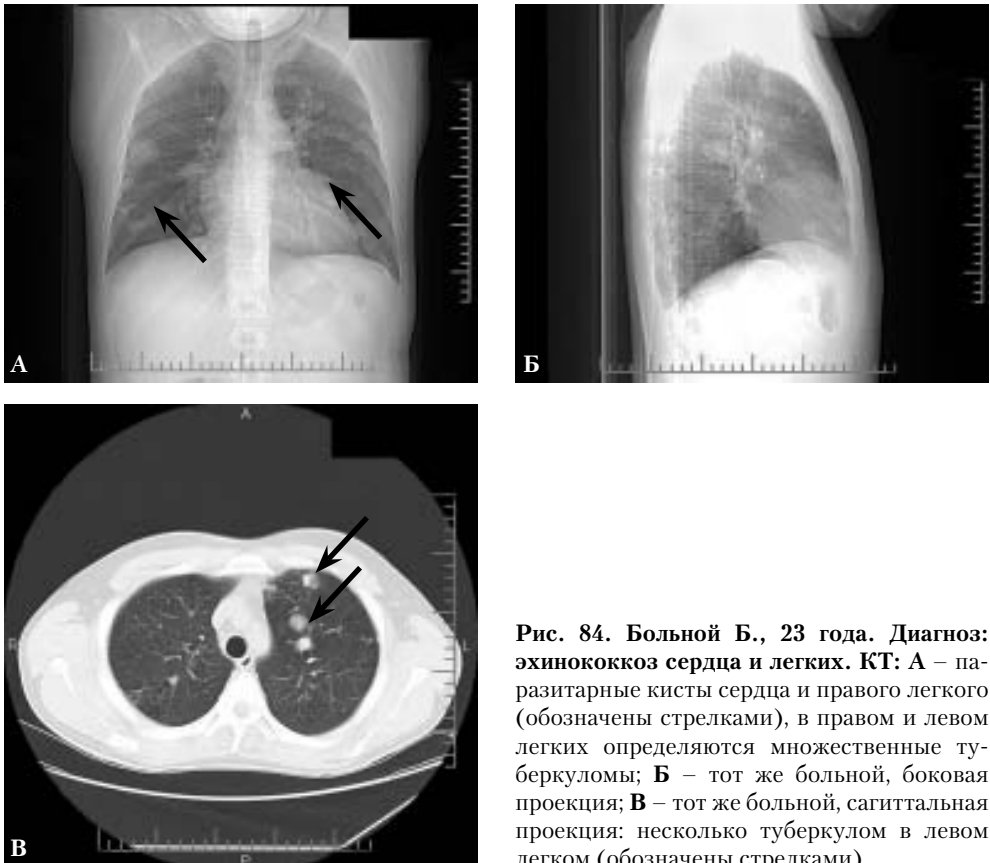 А
Б
A
R
L
В
Рис. 84. Больной Б., 23 года. Диагноз:
эхинококкоз сердца и легких. КТ: А – па-
разитарные кисты сердца и правого легкого
(обозначены стрелками), в правом и левом
легких определяются множественные ту-
беркуломы; Б – тот же больной, боковая
проекция; В – тот же больной, сагиттальная
проекция: несколько туберкулом в левом
легком (обозначены стрелками)